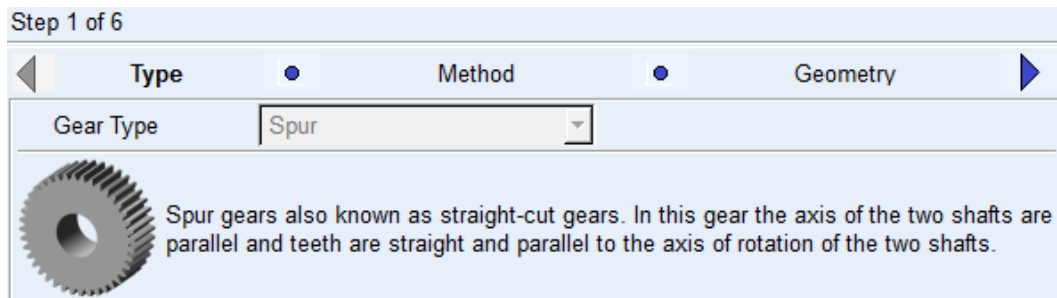 Step 1 of 6
Type Method Geometry
Gear Type Spur
Spur gears also known as straight-cut gears. In this gear the axis of the two shafts are
parallel and teeth are straight and parallel to the axis of rotation of the two shafts.